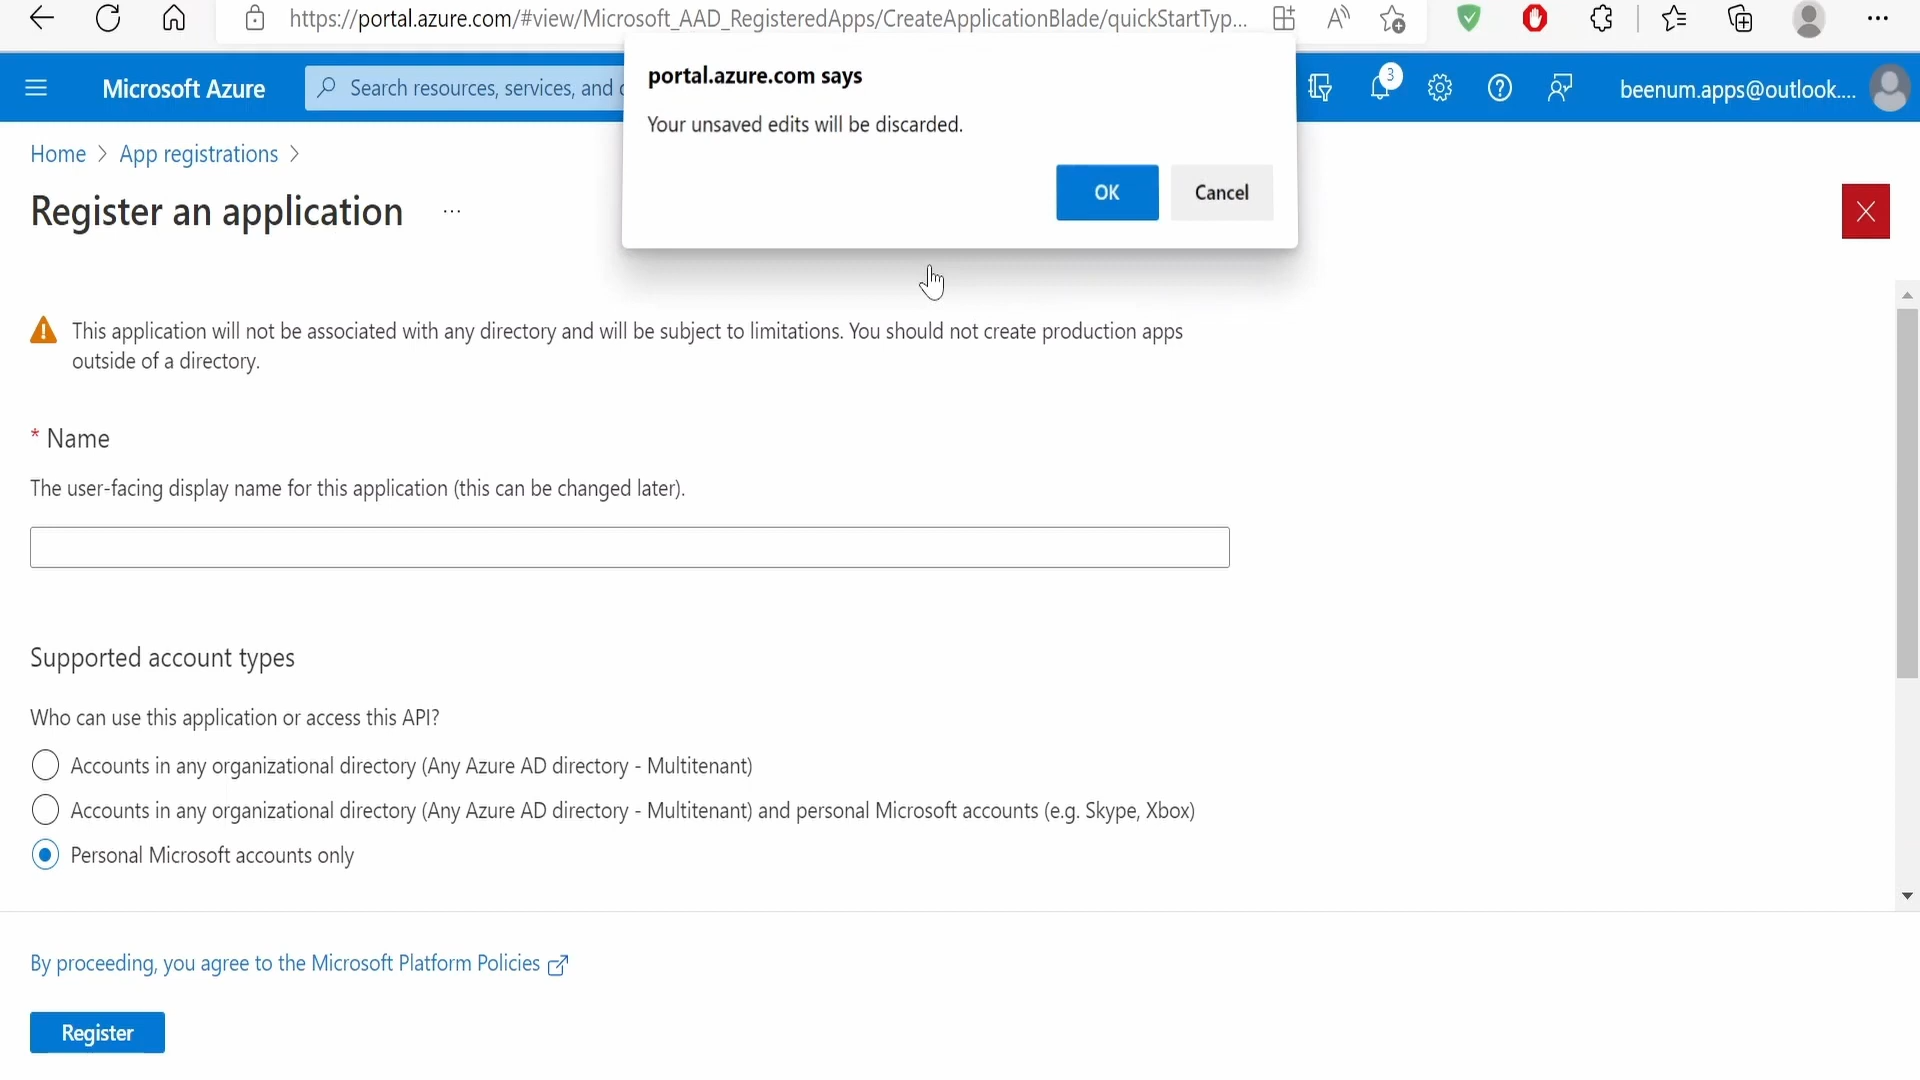 https://portal.azure.com/#view/Microsoft_AAD_RegisteredApps/CreateApplicationBlade/quickStartTyp...
portal.azure.com says
Your unsaved edits will be discarded.
OK
Cancel
Microsoft Azure
Search resources, services, and
3
beenum.apps@outlook....
Home > App registrations >
Register an application ...
This application will not be associated with any directory and will be subject to limitations. You should not create production apps
outside of a directory.
* Name
The user-facing display name for this application (this can be changed later).
Supported account types
Who can use this application or access this API?
Accounts in any organizational directory (Any Azure AD directory - Multitenant)
Accounts in any organizational directory (Any Azure AD directory - Multitenant) and personal Microsoft accounts (e.g. Skype, Xbox)
Personal Microsoft accounts only
By proceeding, you agree to the Microsoft Platform Policies
Register